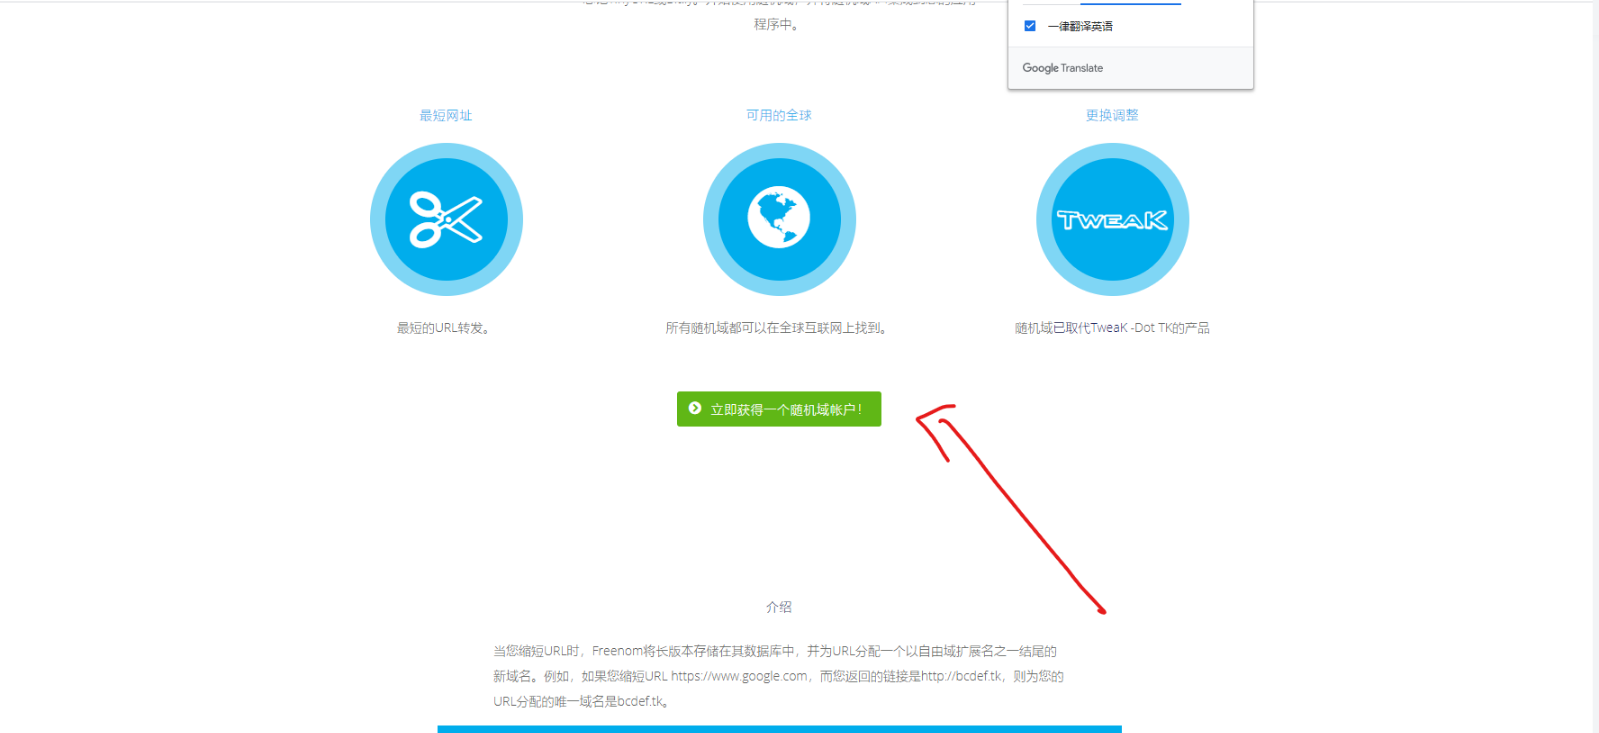 程序中。
一律翻译英语
Google Translate
最短网址
可用的全球
更换调整
TWEAK
最短的URL转发。
所有随机域都可以在全球互联网上找到。
随机域已取代TweaK -Dot TK的产品
立即获得一个随机域帐户！
介绍
当您缩短URL时，Freenom将长版本存储在其数据库中，并为URL分配一个以自由域扩展名之一结尾的
新域名。例如，如果您缩短URL https://www.google.com，而您返回的链接是http://bcdef.tk，则为您的
URL分配的唯一域名是bcdef.tk。